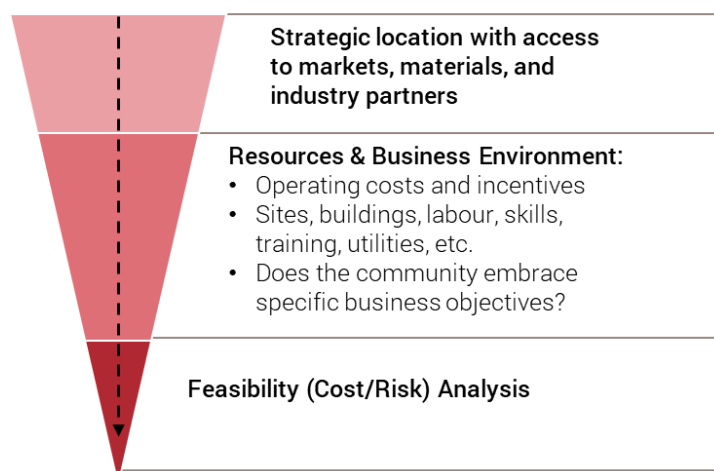 Strategic location with access
to markets, materials, and
industry partners
Resources & Business Environment:
• Operating costs and incentives
• Sites, buildings, labour, skills,
training, utilities, etc.
• Does the community embrace
specific business objectives?
Feasibility (Cost/Risk) Analysis